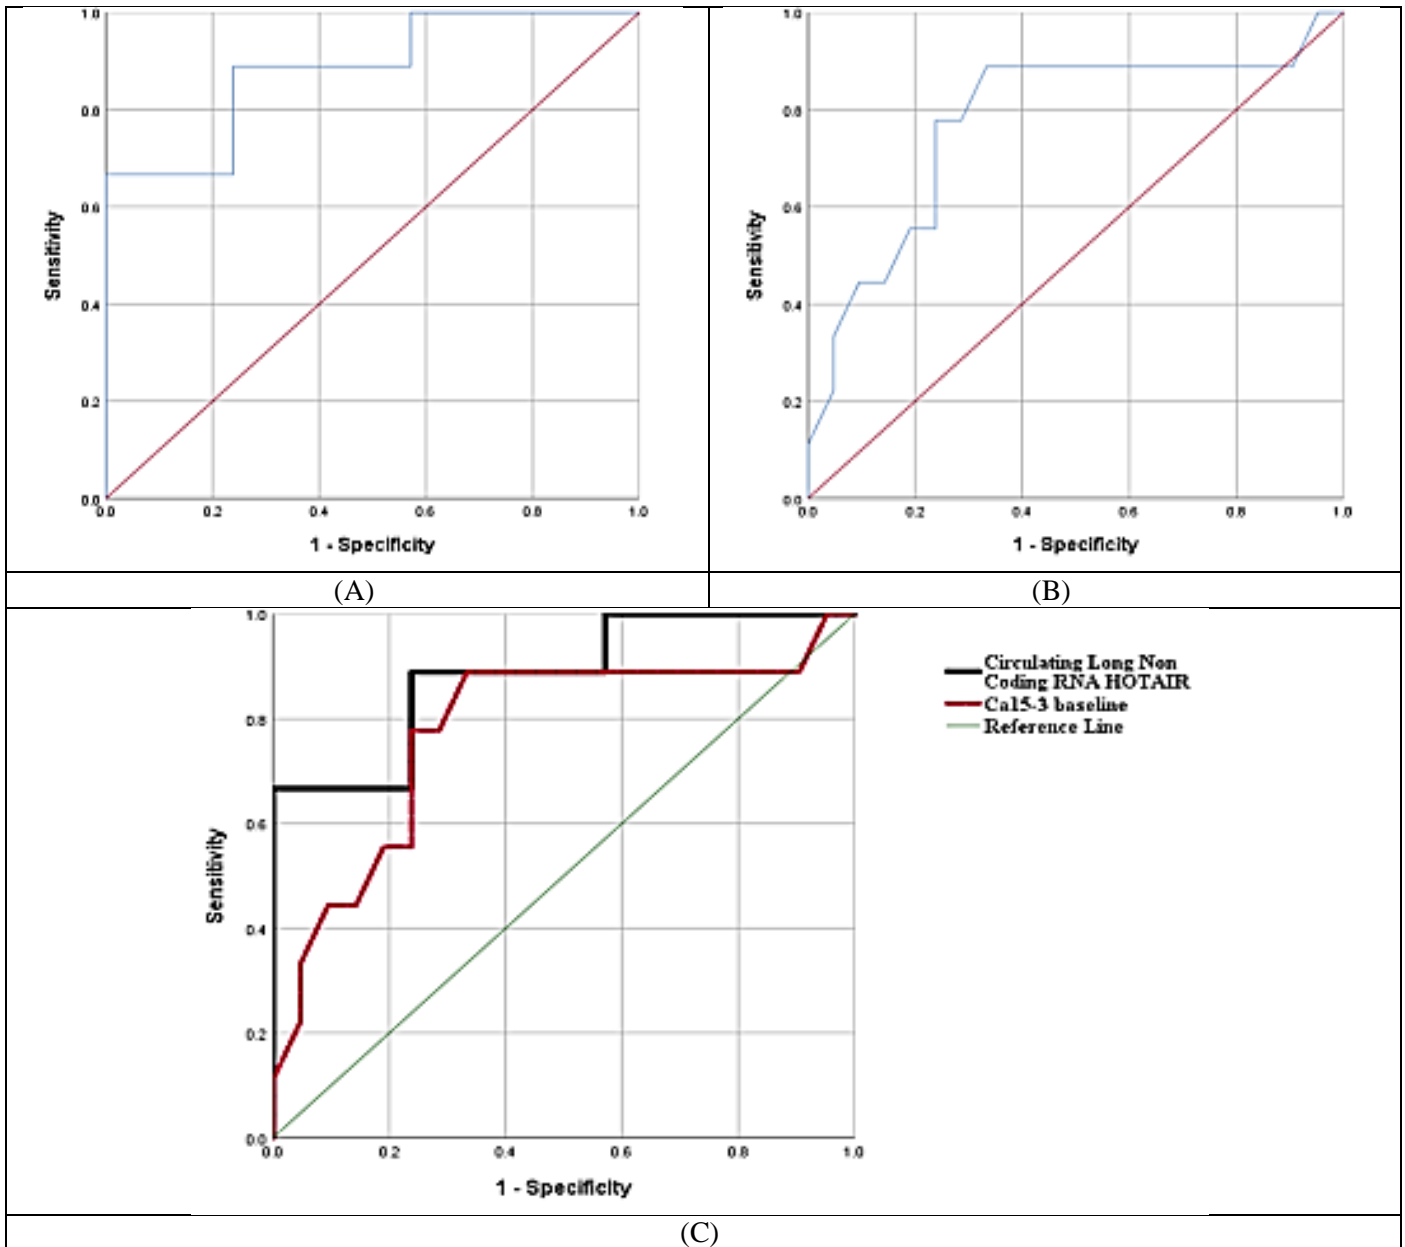 1.0
0.8
0.6
0.4
0.2
0.0
Sensitivity
0.0 0.2 0.4 0.6 0.8 1.0
1 - Specificity
(A)
1.0
0.8
0.6
0.4
0.2
0.0
Sensitivity
0.0 0.2 0.4 0.6 0.8 1.0
1 - Specificity
(B)
1.0
0.8
0.6
0.4
0.2
0.0
Sensitivity
0.0 0.2 0.4 0.6 0.8 1.0
1 - Specificity
Circulating Long Non
Coding RNA HOTAIR
Ca15-3 baseline
Reference Line
(C)